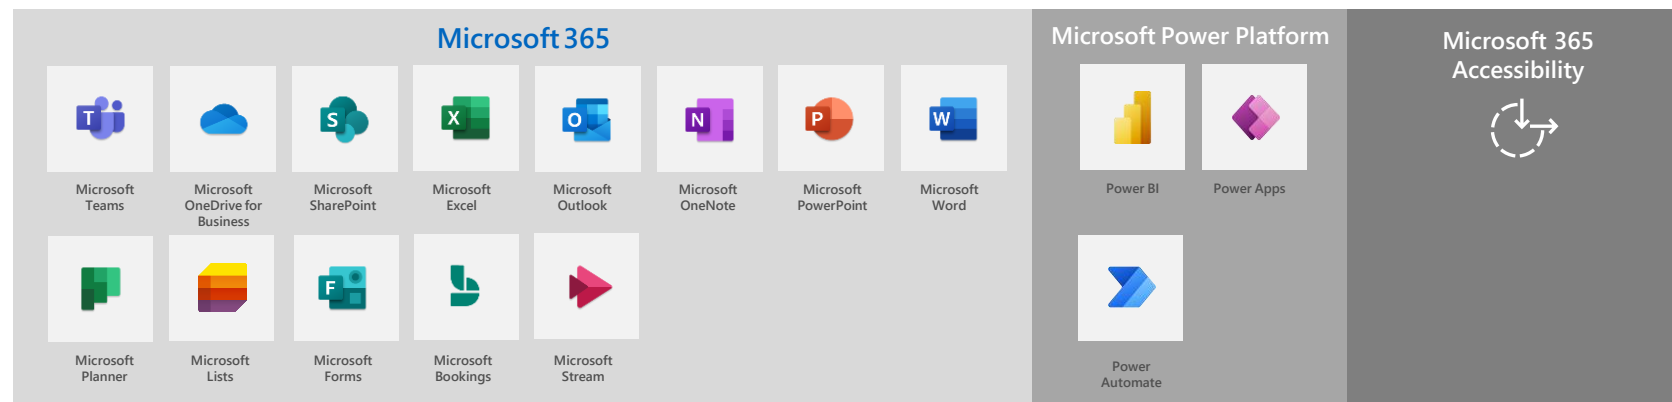 Microsoft 365
T
S
X
O
N
P
W
Microsoft
Teams
Microsoft
OneDrive for
Business
Microsoft
SharePoint
Microsoft
Excel
Microsoft
Outlook
Microsoft
OneNote
Microsoft
PowerPoint
Microsoft
Word
F
Microsoft
Planner
Microsoft
Lists
Microsoft
Forms
Microsoft
Bookings
Microsoft
Stream
Microsoft Power Platform
Power BI
Power Apps
Power
Automate
Microsoft 365
Accessibility